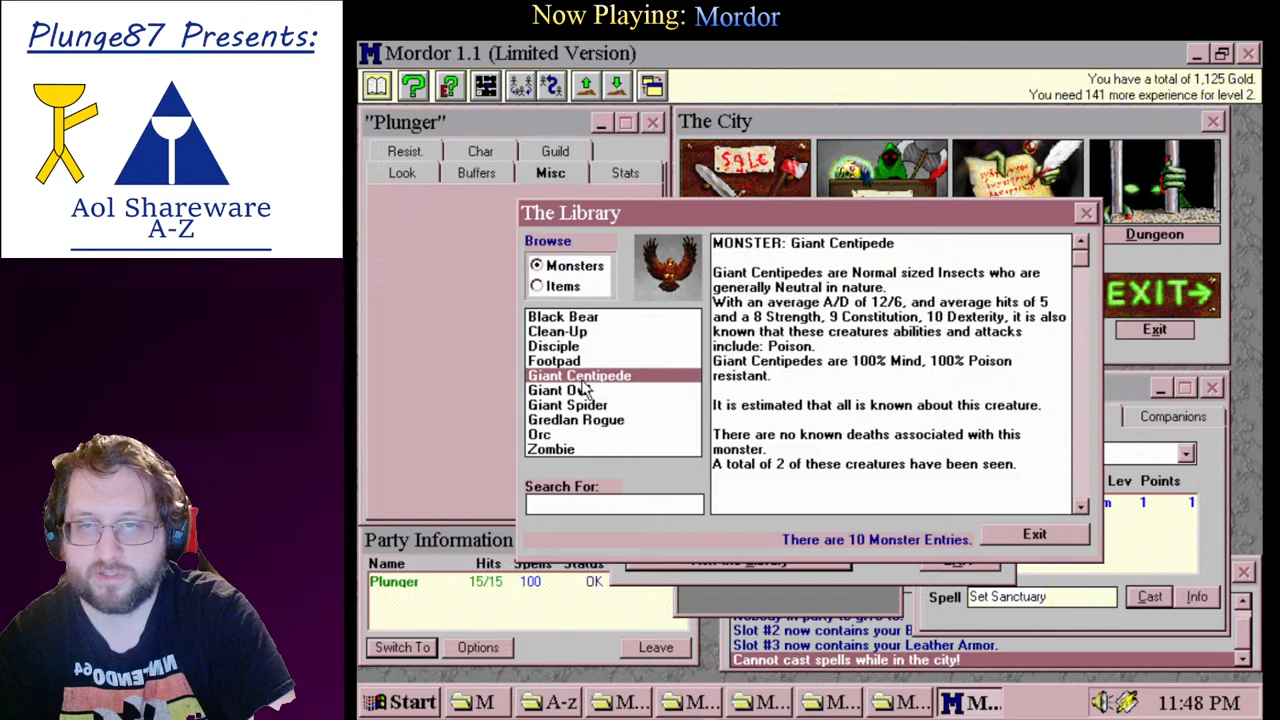 Plunge87 Presents:
Aol Shareware
A-Z
Now Playing: Mordor
Mordor 1.1 (Limited Version)
You have a total of 1,125 Gold.
You need 141 more experience for level 2.
"Plunger"
Resist. Char Guild
Look Buffers Misc Stats
The City
SALE
Dungeon
EXIT
Exit
The Library
Browse
Monsters
Items
Black Bear
Clean-Up
Disciple
Footpad
Giant Centipede
Giant
Giant Spider
Gredlan Rogue
Orc
Zombie
Search For:
MONSTER: Giant Centipede
Giant Centipedes are Normal sized Insects who are
generally Neutral in nature.
With an average A/D of 12/6, and average hits of 5
and a 8 Strength, 9 Constitution, 10 Dexterity, it is also
known that these creatures abilities and attacks
include: Poison.
Giant Centipedes are 100% Mind, 100% Poison
resistant.
It is estimated that all is known about this creature.
There are no known deaths associated with this
monster.
A total of 2 of these creatures have been seen.
There are 10 Monster Entries.
Exit
Companions
Lev Points
1 1
Party Information
Name Hits Spells Status
Plunger 15/15 100 OK
Switch To Options Leave
Spell Set Sanctuary Cast Info
Slot #2 now contains your B
Slot #3 now contains your Leather Armor.
Cannot cast spells while in the city!
NINTENDO64
Start M A-z M... M... M... M... M... 11:48 PM